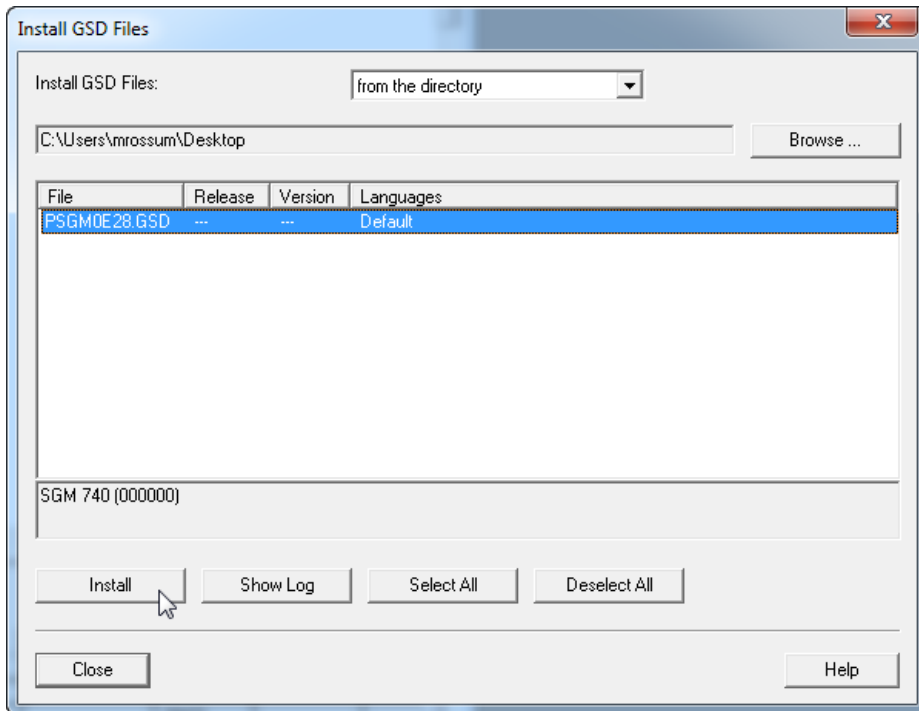 Install GSD Files
Install GSD Files: from the directory
C:\Users\mrossum\Desktop Browse ...
File Release Version Languages
PSGM0E28.GSD --- --- Default
SGM 740 (000000)
Install Show Log Select All Deselect All
Close Help